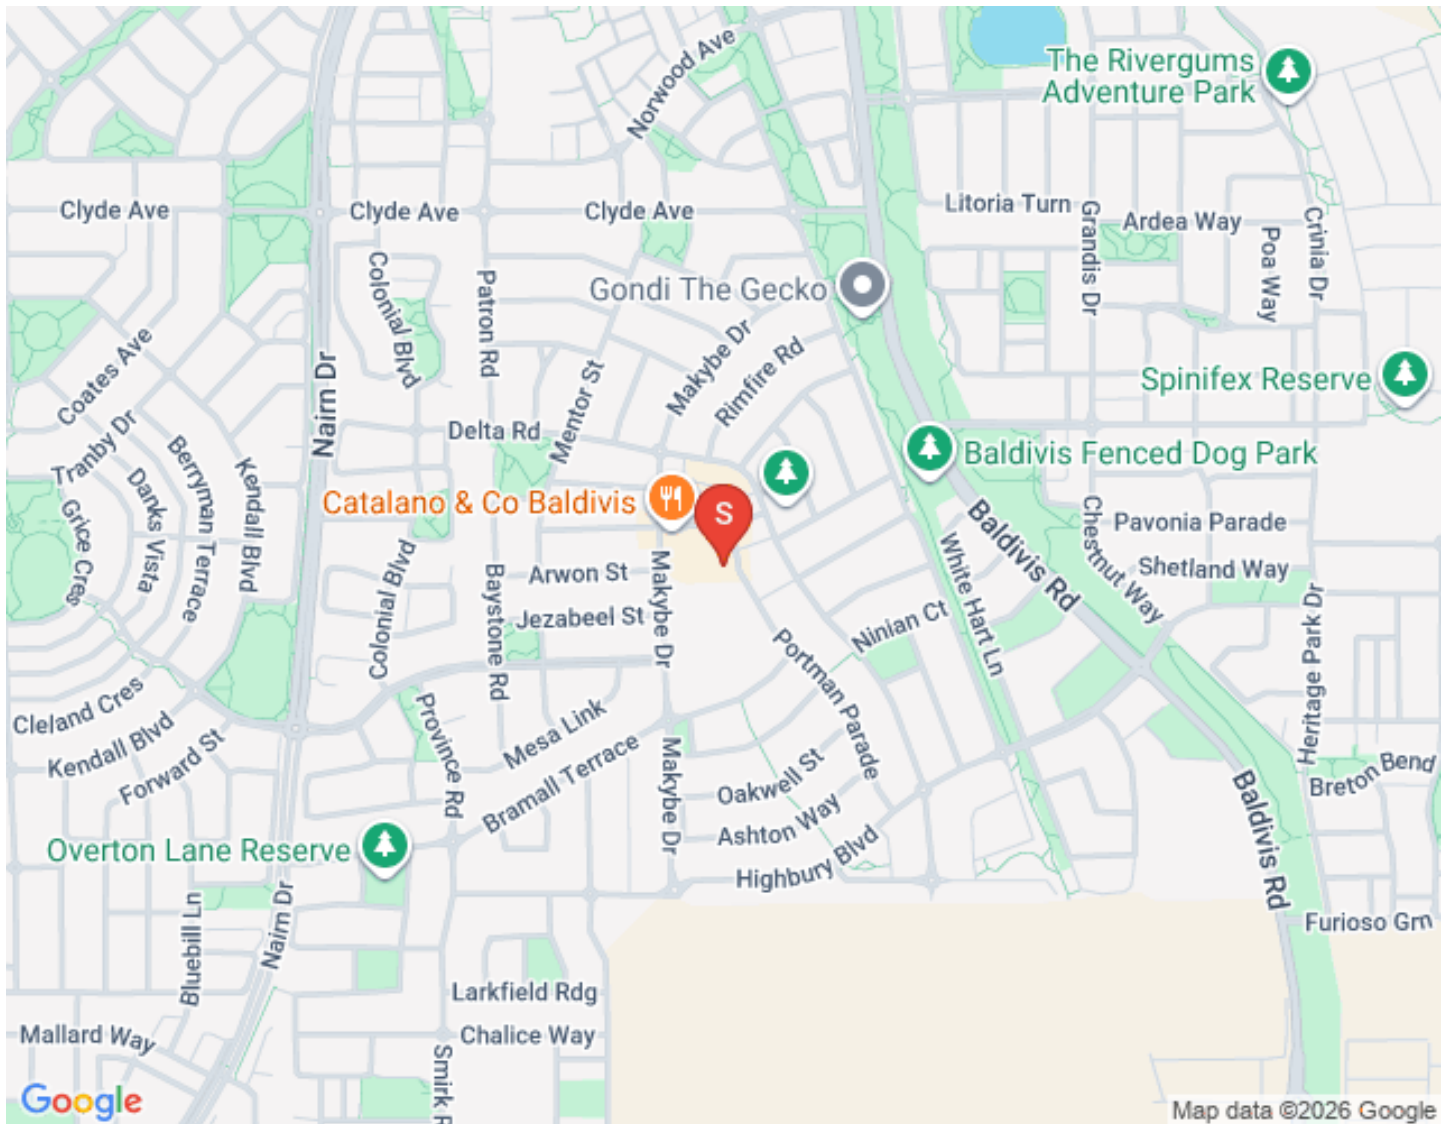 Norwood Ave
The Rivergums
Adventure Park
Clyde Ave
Clyde Ave
Clyde Ave
Litoria Turn
Grandis Dr
Ardea Way
Poa Way
Crinia Dr
Colonial Blvd
Patron Rd
Gondi The Gecko
Makybe Dr
Rimfire Rd
Coates Ave
Nairn Dr
Mentor St
Spinifex Reserve
Tranby Dr
Delta Rd
Berryman Terrace
Kendall Blvd
Danks Vista
Grice Cres
Baldivis Fenced Dog Park
Catalano & Co Baldivis
S
Baldivis Rd
Chestnut Way
Pavonia Parade
Shetland Way
White Hart Ln
Colonial Blvd
Baystone Rd
Arwon St
Makybe Dr
Jezabeel St
Ninian Ct
Portman Parade
Heritage Park Dr
Cleland Cres
Kendall Blvd
Forward St
Province Rd
Mesa Link
Bramall Terrace
Makybe Dr
Oakwell St
Ashton Way
Highbury Blvd
Breton Bend
Baldivis Rd
Overton Lane Reserve
Bluebill Ln
Nairn Dr
Furioso Grn
Larkfield Rdg
Chalice Way
Mallard Way
Smirk R
Google
Map data ©2026 Google